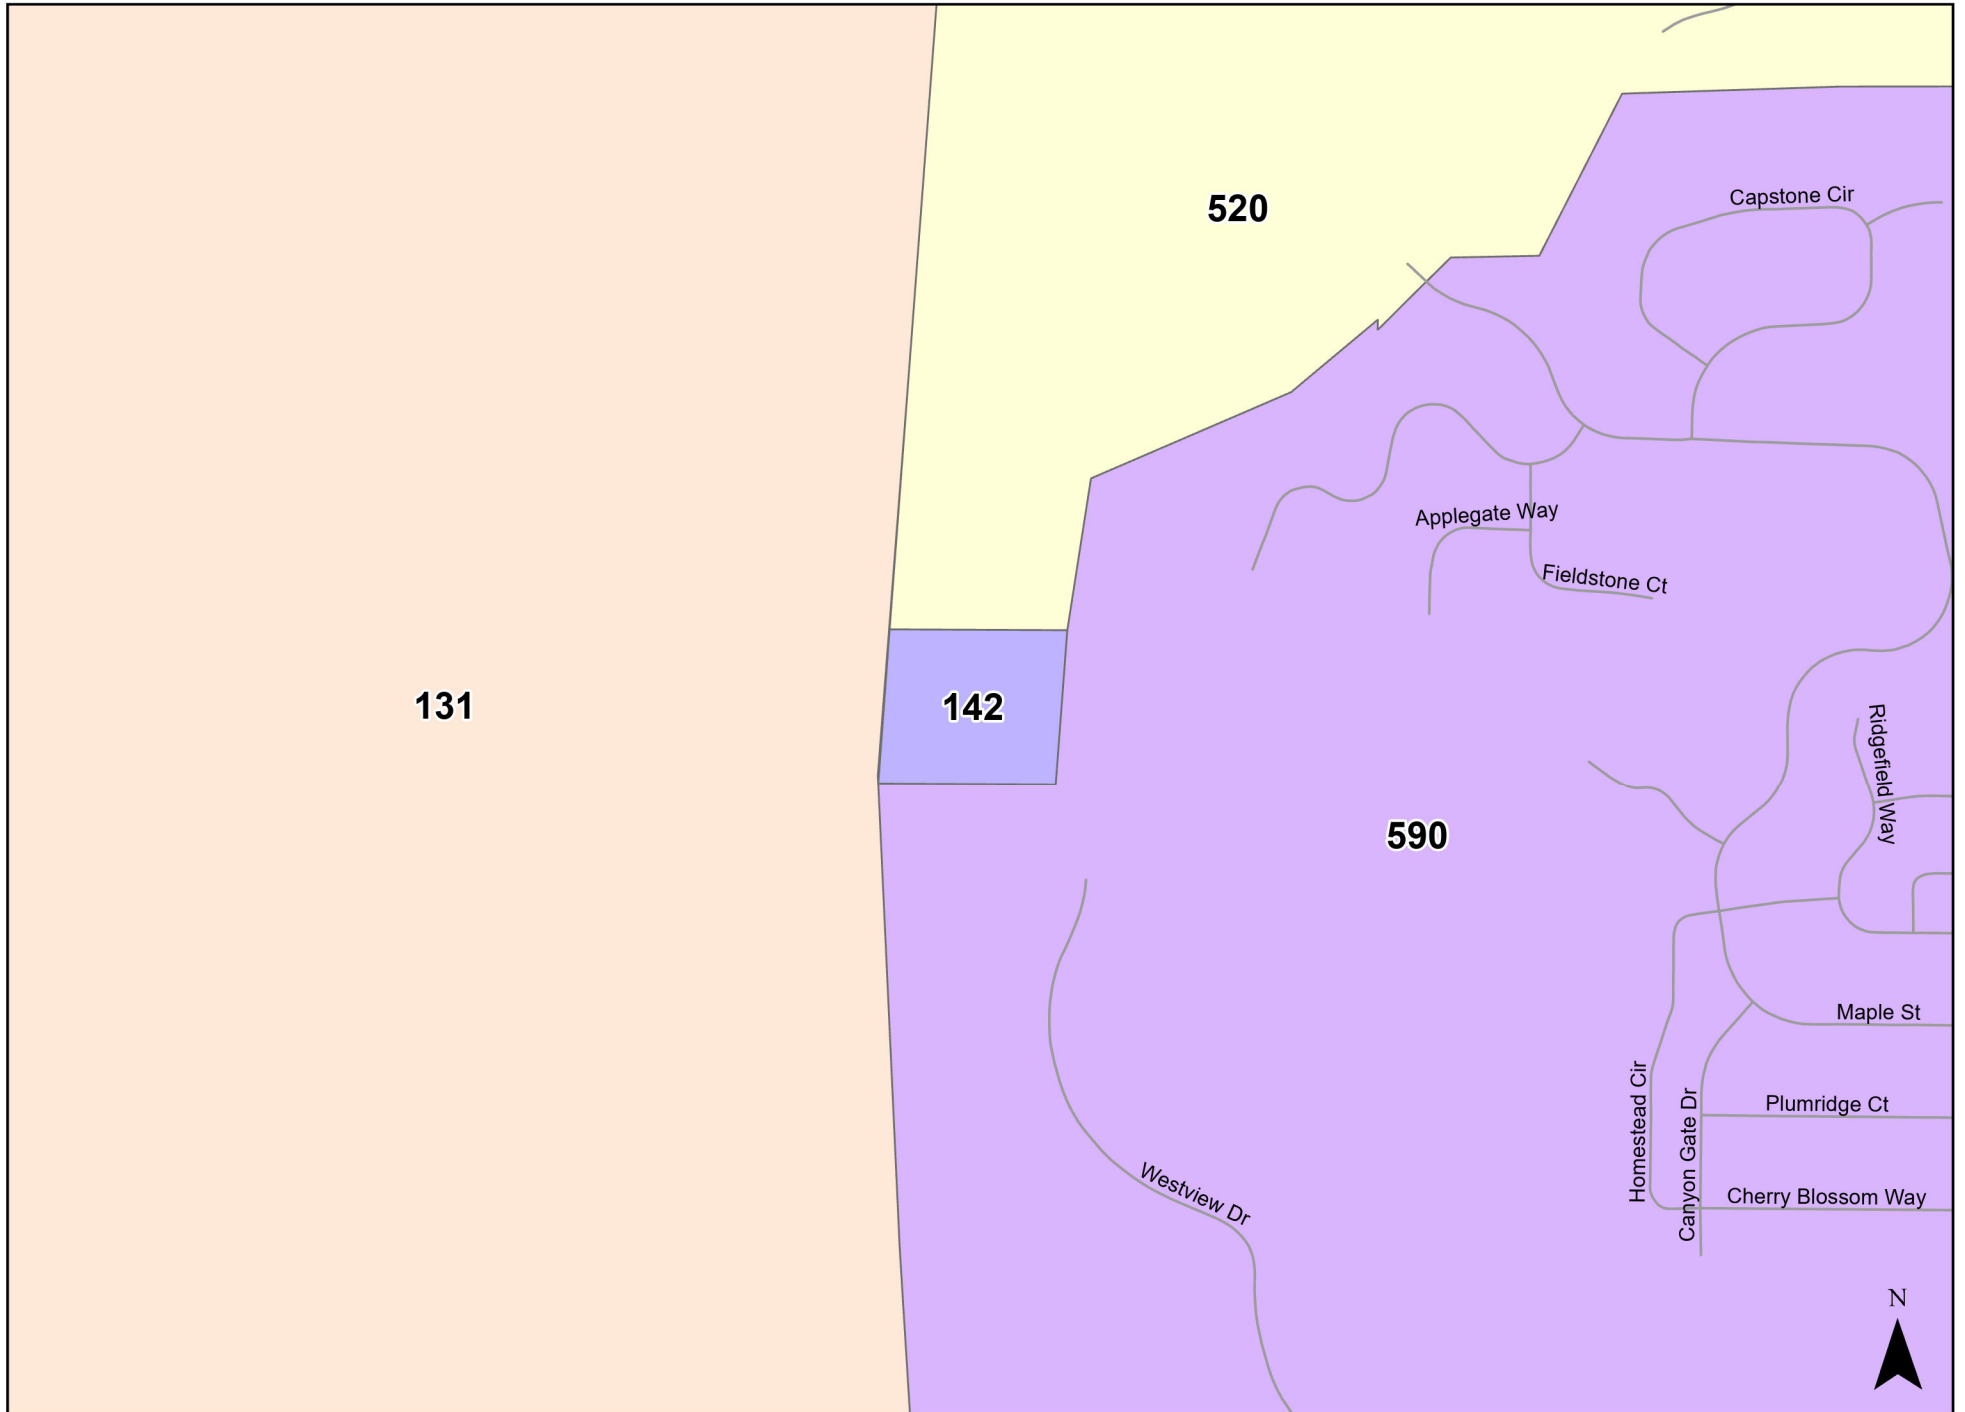 Capstone Cir
520
Applegate Way
Fieldstone Ct
131
142
Ridgefield Way
590
Maple St
Homestead Cir
Canyon Gate Dr
Plumridge Ct
Westview Dr
Cherry Blossom Way
N